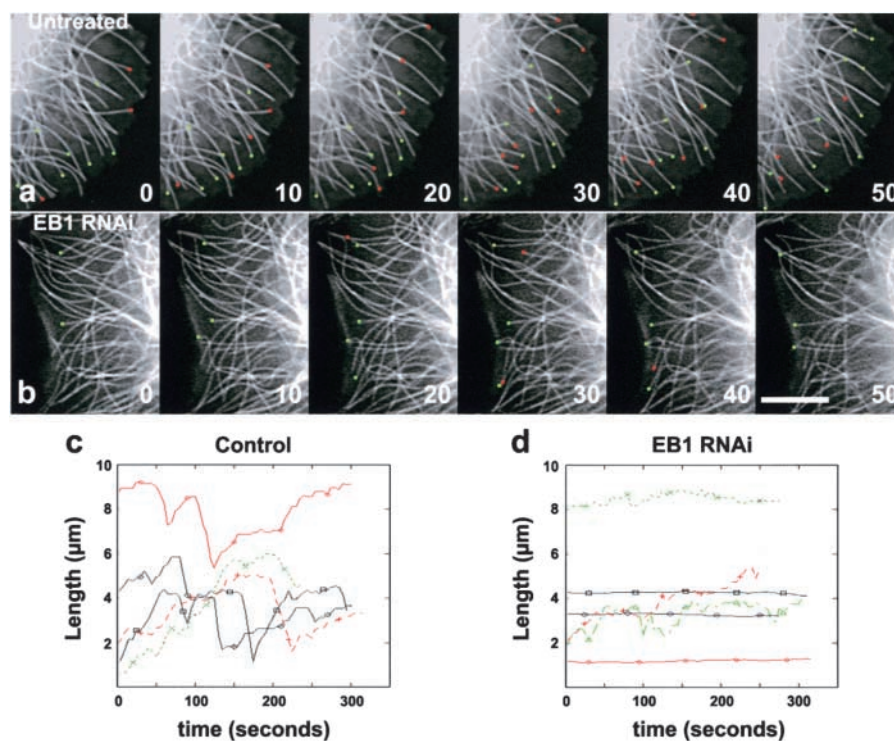 Untreated
a 0 10 20 30 40 50
EB1 RNAi
b 0 10 20 30 40 50
c Control
d EB1 RNAi
10
8
6
4
2
Length (µm)
0 100 200 300
time (seconds)
10
8
6
4
2
Length (µm)
0 100 200 300
time (seconds)